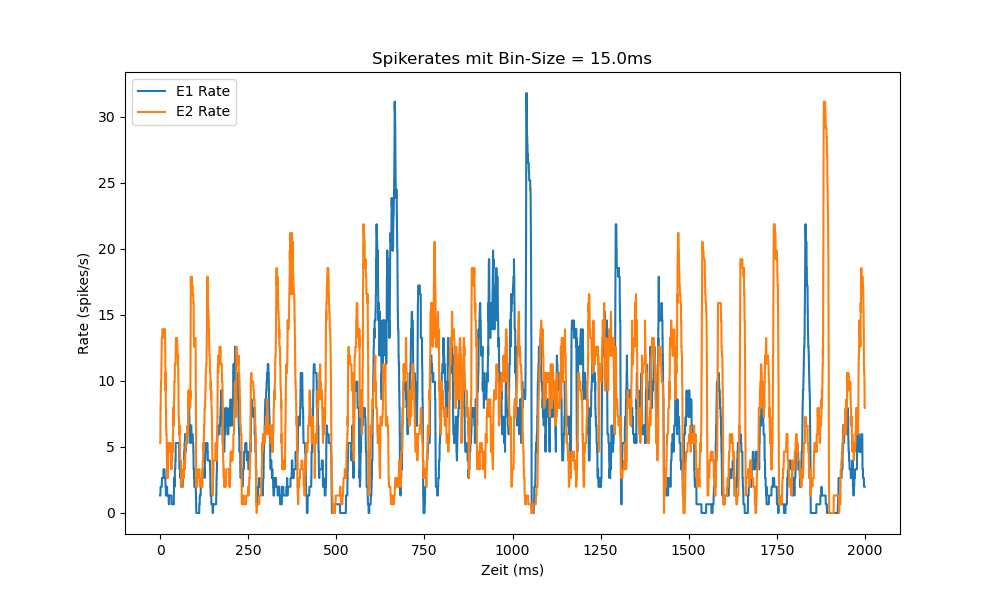 Spikerates mit Bin-Size = 15.0ms
E1 Rate
E2 Rate
30
25
20
15
10
5
0
Rate (spikes/s)
0 250 500 750 1000 1250 1500 1750 2000
Zeit (ms)